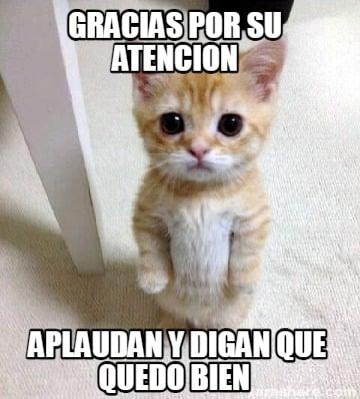 GRACIAS POR SU
ATENCION
APLAUDAN Y DIGAN QUE
QUEDO BIEN